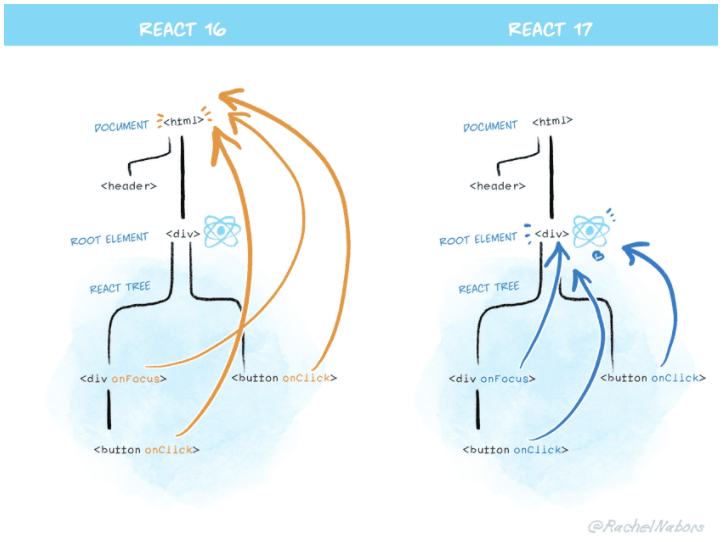 REACT 16
REACT 17
DOCUMENT <html>
<header>
ROOT ELEMENT <div>
REACT TREE
<div onFocus>
<button onClick>
<button onClick>
DOCUMENT <html>
<header>
ROOT ELEMENT <div>
REACT TREE
<div onFocus>
<button onClick>
<button onClick>
@RachelNabors